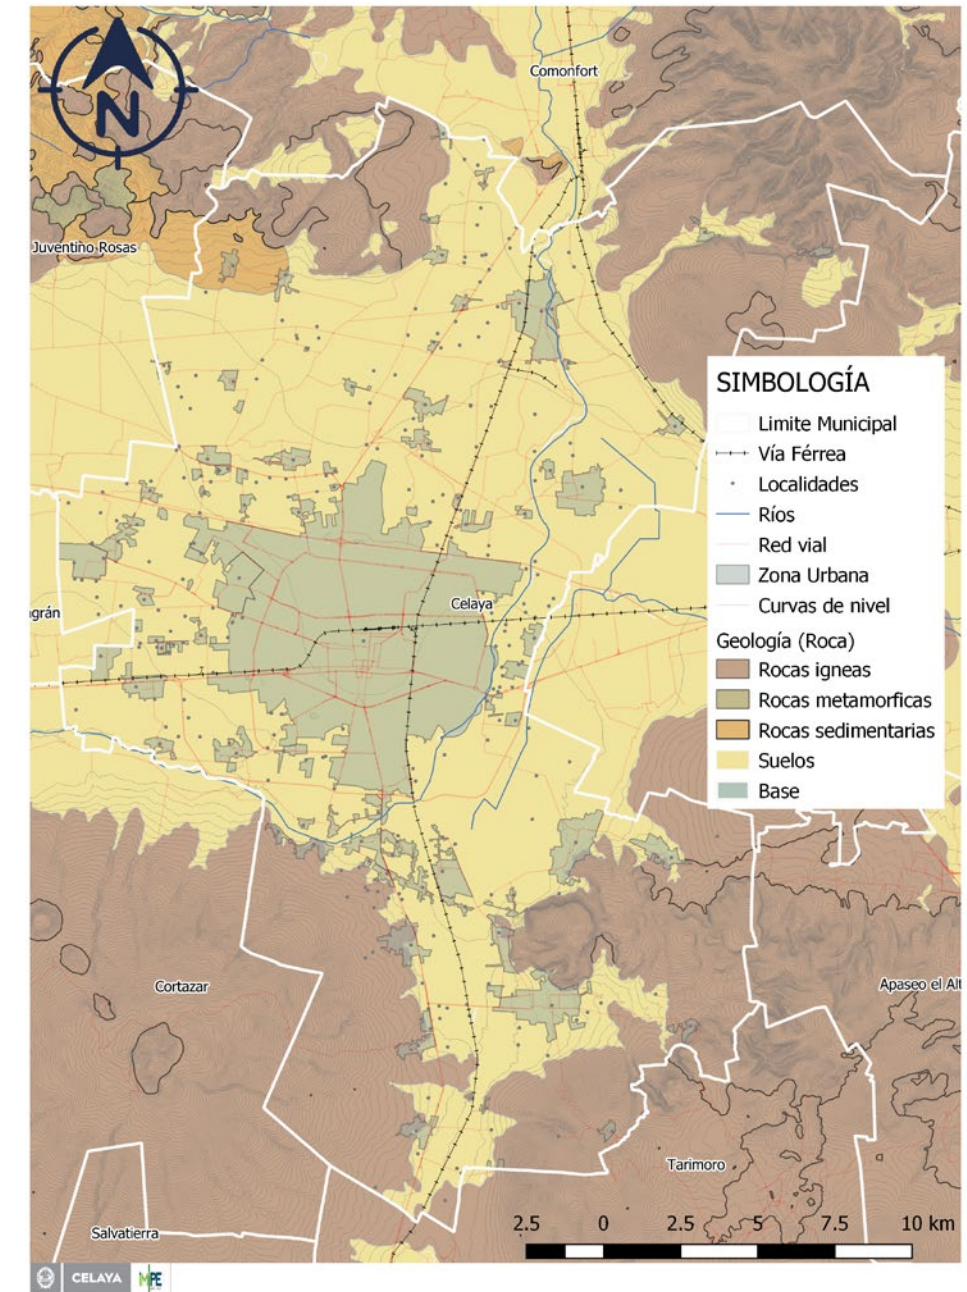 N
Comonfort
Juventino Rosas
SIMBOLOGÍA
Limite Municipal
Vía Férrea
Localidades
Ríos
Red vial
Zona Urbana
Curvas de nivel
Geología (Roca)
Rocas igneas
Rocas metamorficas
Rocas sedimentarias
Suelos
Base
Celaya
agrán
Cortazar
Apaseo el Alt
Tarimoro
Salvatierra
2.5 0 2.5 5 7.5 10 km
CELAYA MPE